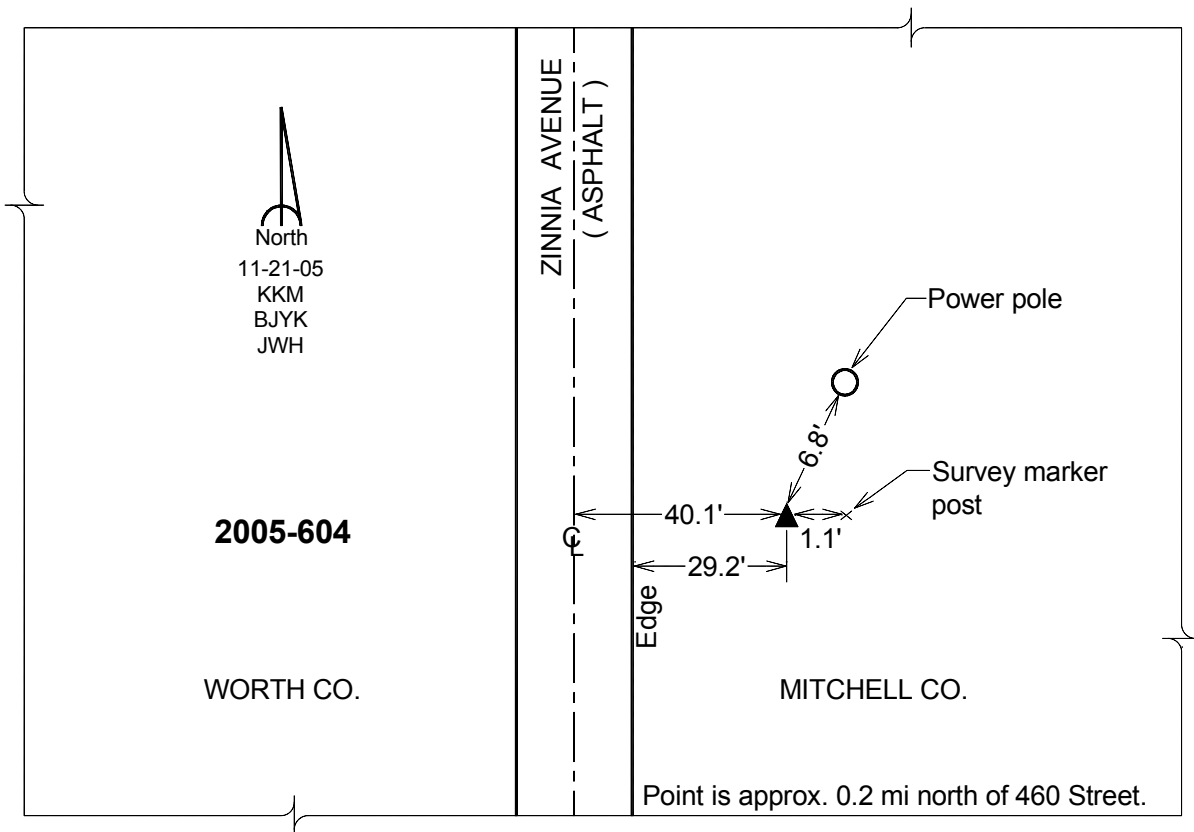 ZINNIA AVENUE
( ASPHALT )
North
11-21-05
KKM
BJYK
JWH
Power pole
6.8'
Survey marker
post
2005-604
40.1'
1.1'
CL
29.2'
Edge
WORTH CO.
MITCHELL CO.
Point is approx. 0.2 mi north of 460 Street.